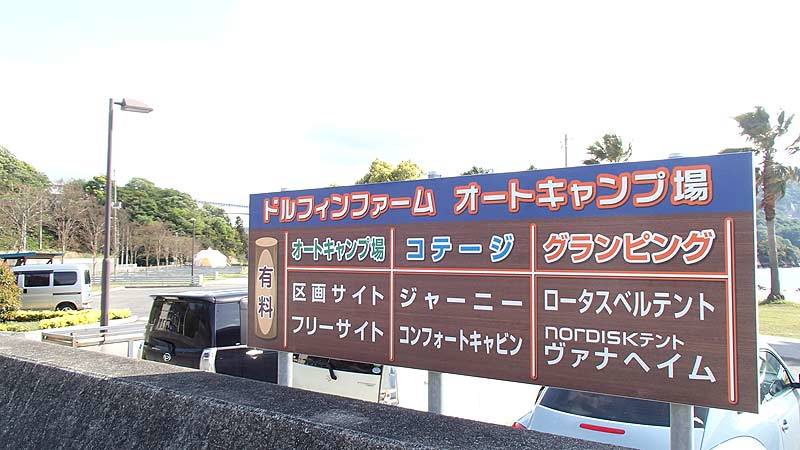 ドルフィンファーム オートキャンプ場
有料
オートキャンプ場
区画サイト
フリーサイト
コテージ
ジャーニー
コンフォートキャビン
グランピング
ロータスベルテント
NORDISKテント
ヴァナヘイム